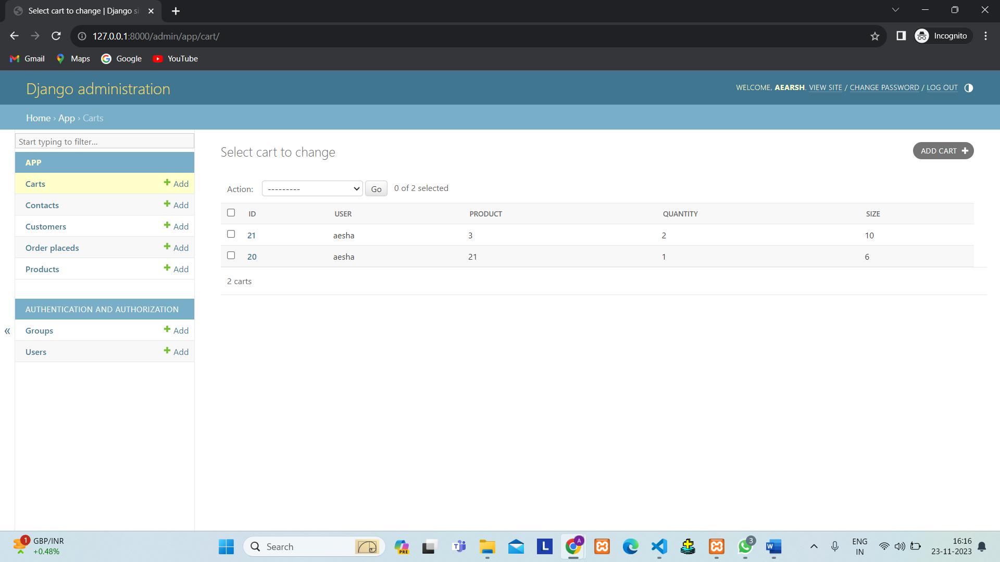 Select cart to change | Django si
127.0.0.1:8000/admin/app/cart/
Incognito
Gmail
Maps
Google
YouTube
Django administration
WELCOME, AEARSH. VIEW SITE / CHANGE PASSWORD / LOG OUT
Home › App › Carts
Start typing to filter...
APP
Carts + Add
Contacts + Add
Customers + Add
Order placeds + Add
Products + Add
AUTHENTICATION AND AUTHORIZATION
«
Groups + Add
Users + Add
Select cart to change
ADD CART +
Action: --------- Go 0 of 2 selected
ID USER PRODUCT QUANTITY SIZE
21 aesha 3 2 10
20 aesha 21 1 6
2 carts
1
GBP/INR
+0.48%
Search
PRE
T
L
A
3
W
ENG
IN
16:16
23-11-2023